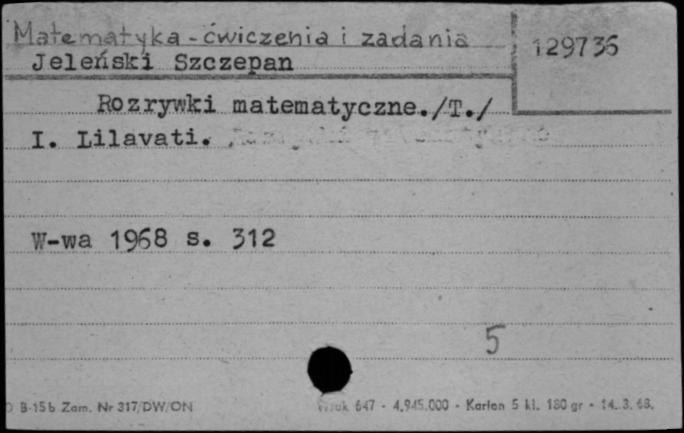 Matematyka - ćwiczenia i zadania
129736
Jeleński Szczepan
Rozrywki matematyczne./T./
I. Lilavati.
W-wa 1968 s. 312
5
B-15b Zam. Nr 317/DW/ON
647 - 4.945.000 - Karton 5 kl. 180 gr - 14.3.68.